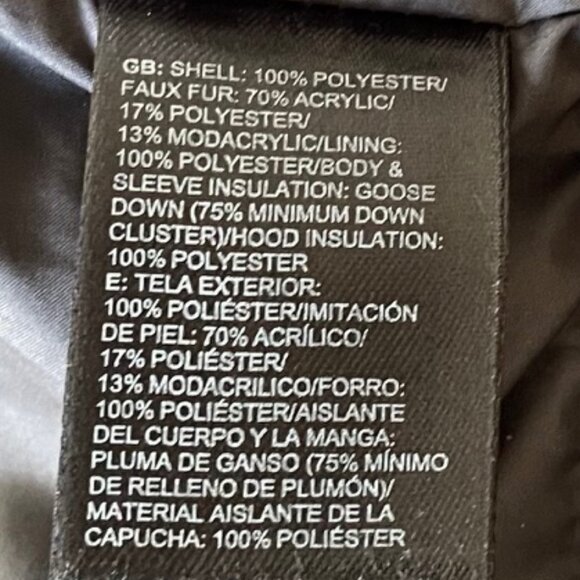 GB: SHELL: 100% POLYESTER/
FAUX FUR: 70% ACRYLIC/
17% POLYESTER/
13% MODACRYLIC/LINING:
100% POLYESTER/BODY &
SLEEVE INSULATION: GOOSE
DOWN (75% MINIMUM DOWN
CLUSTER)/HOOD INSULATION:
100% POLYESTER
E: TELA EXTERIOR:
100% POLIÉSTER/IMITACIÓN
DE PIEL: 70% ACRÍLICO/
17% POLIÉSTER/
13% MODACRILICO/FORRO:
100% POLIÉSTER/AISLANTE
DEL CUERPO Y LA MANGA:
PLUMA DE GANSO (75% MÍNIMO
DE RELLENO DE PLUMÓN)/
MATERIAL AISLANTE DE LA
CAPUCHA: 100% POLIÉSTER